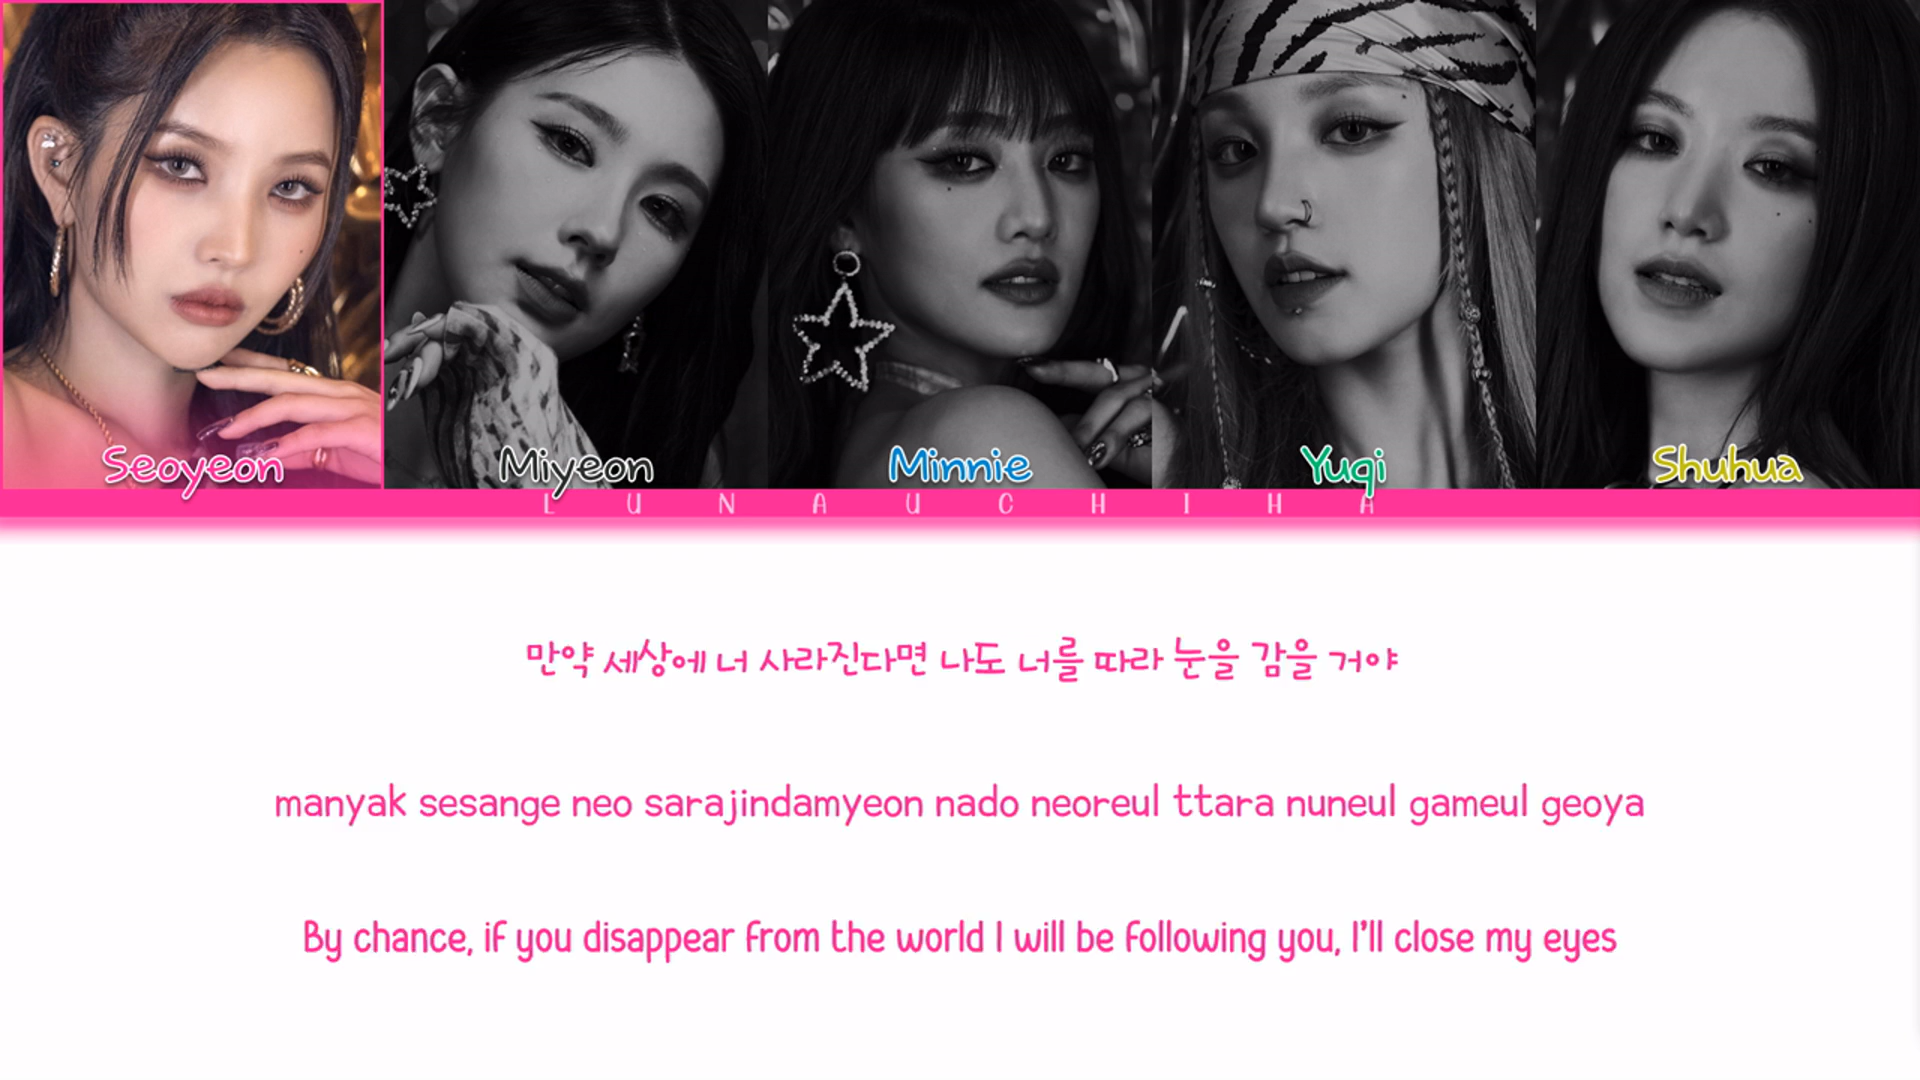 Seoyeon
Miyeon
Minnie
Yuqi
Shuhua
LUNAUCHIHA
만약 세상에 너 사라진다면 나도 너를 따라 눈을 감을 거야
manyak sesange neo sarajindamyeon nado neoreul ttara nuneul gameul geoya
By chance, if you disappear from the world I will be following you, I'll close my eyes